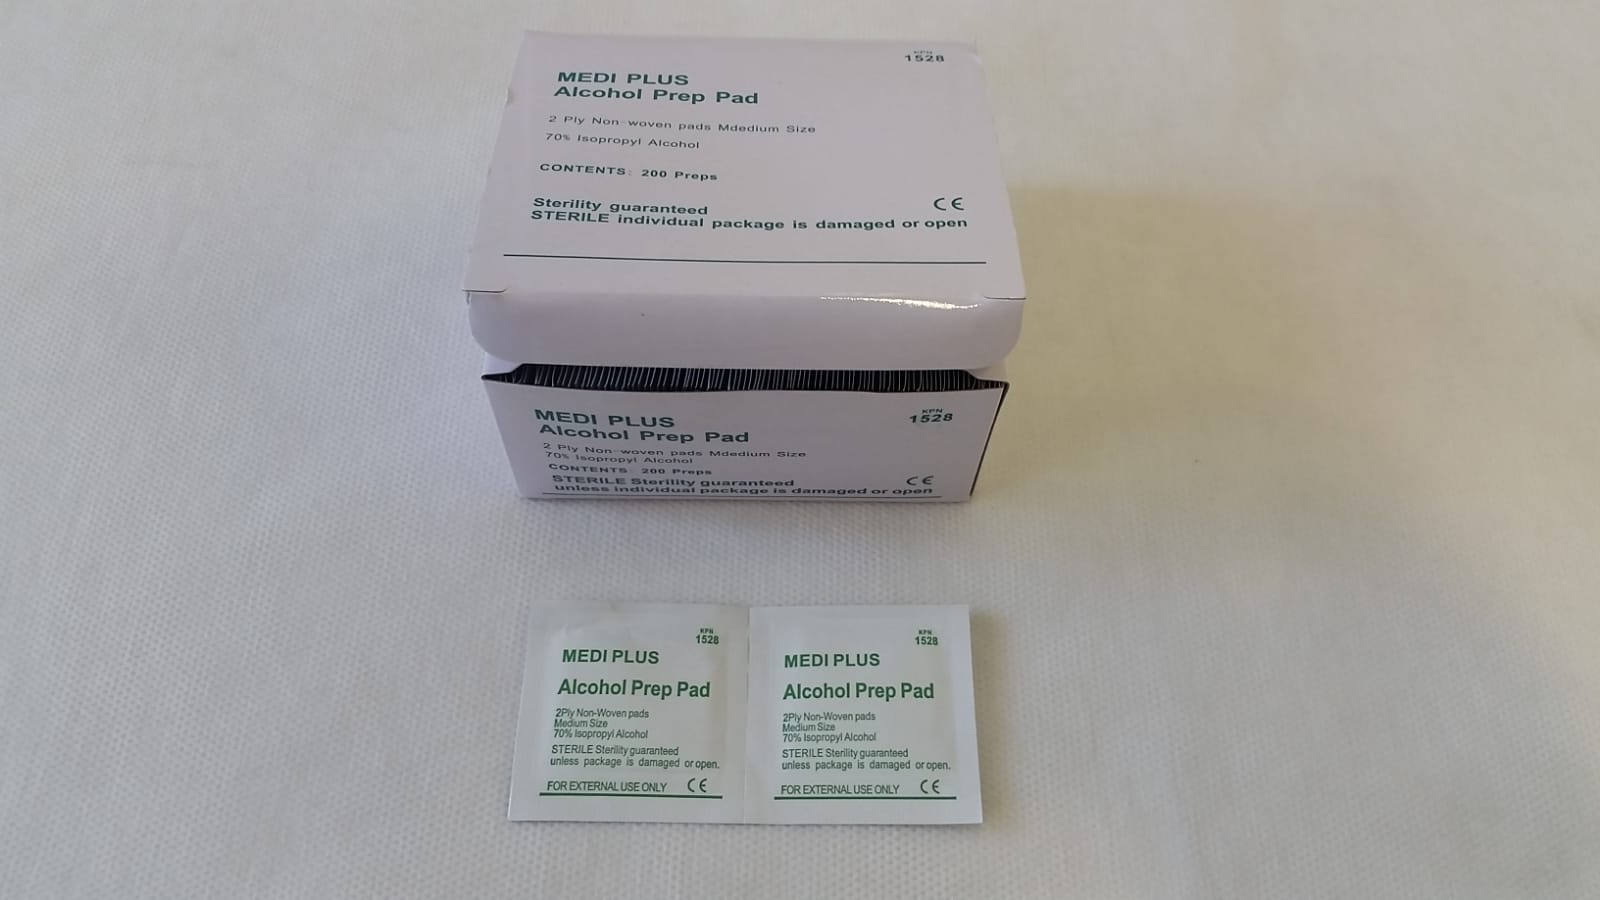 KPN
1528
MEDI PLUS
Alcohol Prep Pad
2 Ply Non-woven pads Mdedium Size
70% Isopropyl Alcohol
CONTENTS: 200 Preps
CE
Sterility guaranteed
STERILE individual package is damaged or open
MEDI PLUS
KPN
1528
Alcohol Prep Pad
2 Ply Non-woven pads Mdedium Size
70% Isopropyl Alcohol
CONTENTS: 200 Preps
STERILE Sterility guaranteed
CE
unless individual package is damaged or open
KPN
1528
MEDI PLUS
Alcohol Prep Pad
2Ply Non-Woven pads
Medium Size
70% Isopropyl Alcohol
STERILE Sterility guaranteed
unless package is damaged or open.
FOR EXTERNAL USE ONLY CE
KPN
1528
MEDI PLUS
Alcohol Prep Pad
2Ply Non-Woven pads
Medium Size
70% Isopropyl Alcohol
STERILE Sterility guaranteed
unless package is damaged or open.
FOR EXTERNAL USE ONLY CE